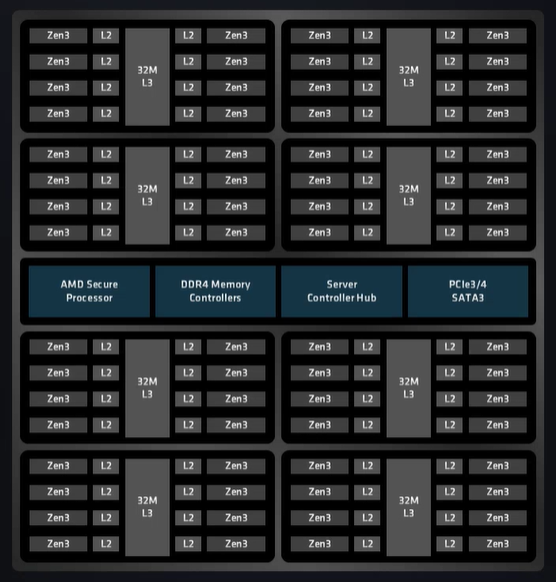 Zen3 L2 32M L3 L2 Zen3 Zen3 L2 32M L3 L2 Zen3
Zen3 L2 L2 Zen3 Zen3 L2 L2 Zen3
Zen3 L2 L2 Zen3 Zen3 L2 L2 Zen3
Zen3 L2 L2 Zen3 Zen3 L2 L2 Zen3
Zen3 L2 32M L3 L2 Zen3 Zen3 L2 32M L3 L2 Zen3
Zen3 L2 L2 Zen3 Zen3 L2 L2 Zen3
Zen3 L2 L2 Zen3 Zen3 L2 L2 Zen3
Zen3 L2 L2 Zen3 Zen3 L2 L2 Zen3
AMD Secure DDR4 Memory Server PCIe3/4
Processor Controllers Controller Hub SATA3
Zen3 L2 32M L3 L2 Zen3 Zen3 L2 32M L3 L2 Zen3
Zen3 L2 L2 Zen3 Zen3 L2 L2 Zen3
Zen3 L2 L2 Zen3 Zen3 L2 L2 Zen3
Zen3 L2 L2 Zen3 Zen3 L2 L2 Zen3
Zen3 L2 32M L3 L2 Zen3 Zen3 L2 32M L3 L2 Zen3
Zen3 L2 L2 Zen3 Zen3 L2 L2 Zen3
Zen3 L2 L2 Zen3 Zen3 L2 L2 Zen3
Zen3 L2 L2 Zen3 Zen3 L2 L2 Zen3